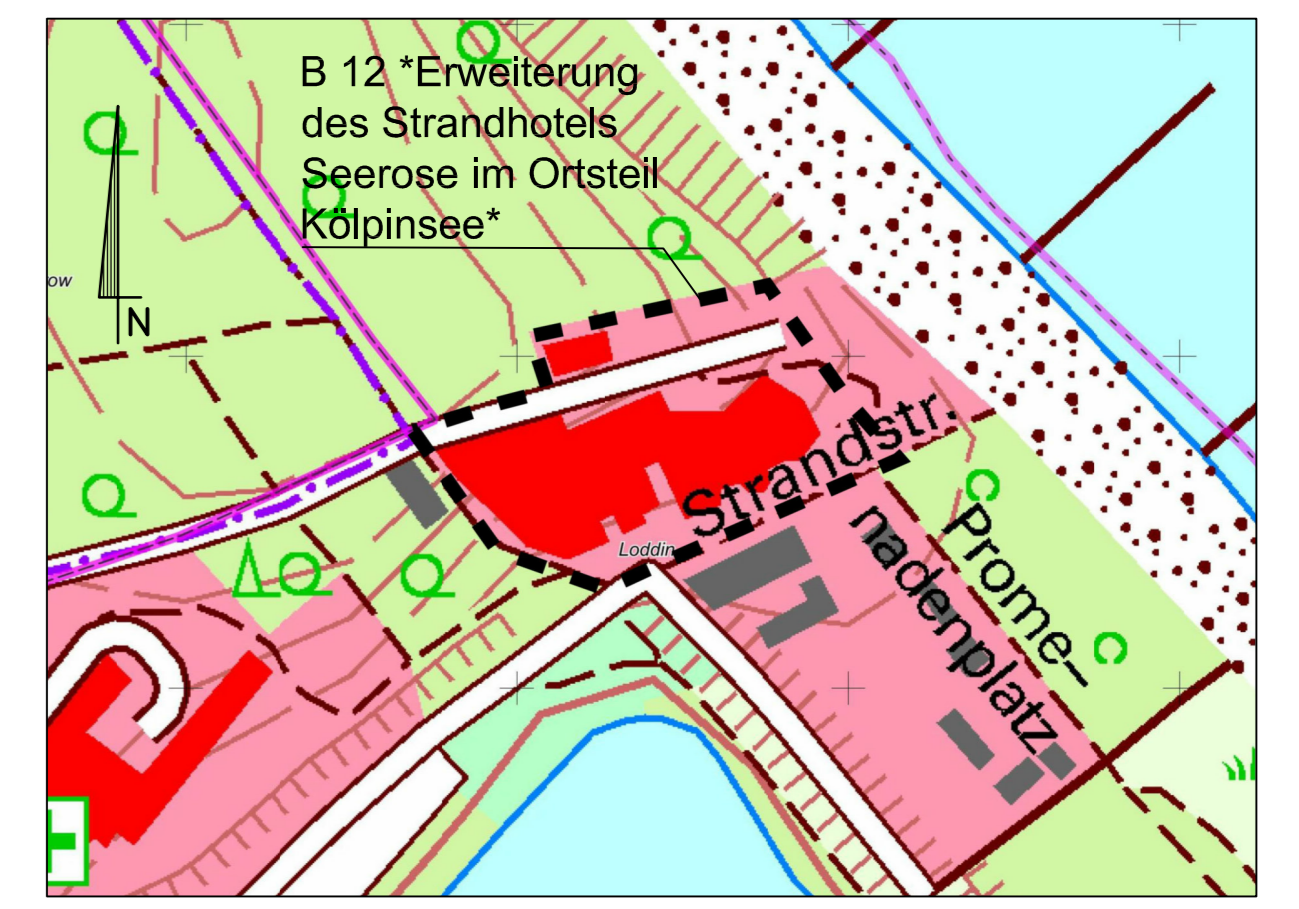 B 12 *Erweiterung
des Strandhotels
Seerose im Ortsteil
Kölpinsee*
ow
N
Strandstr.
Loddin
Prome-
nadenplatz